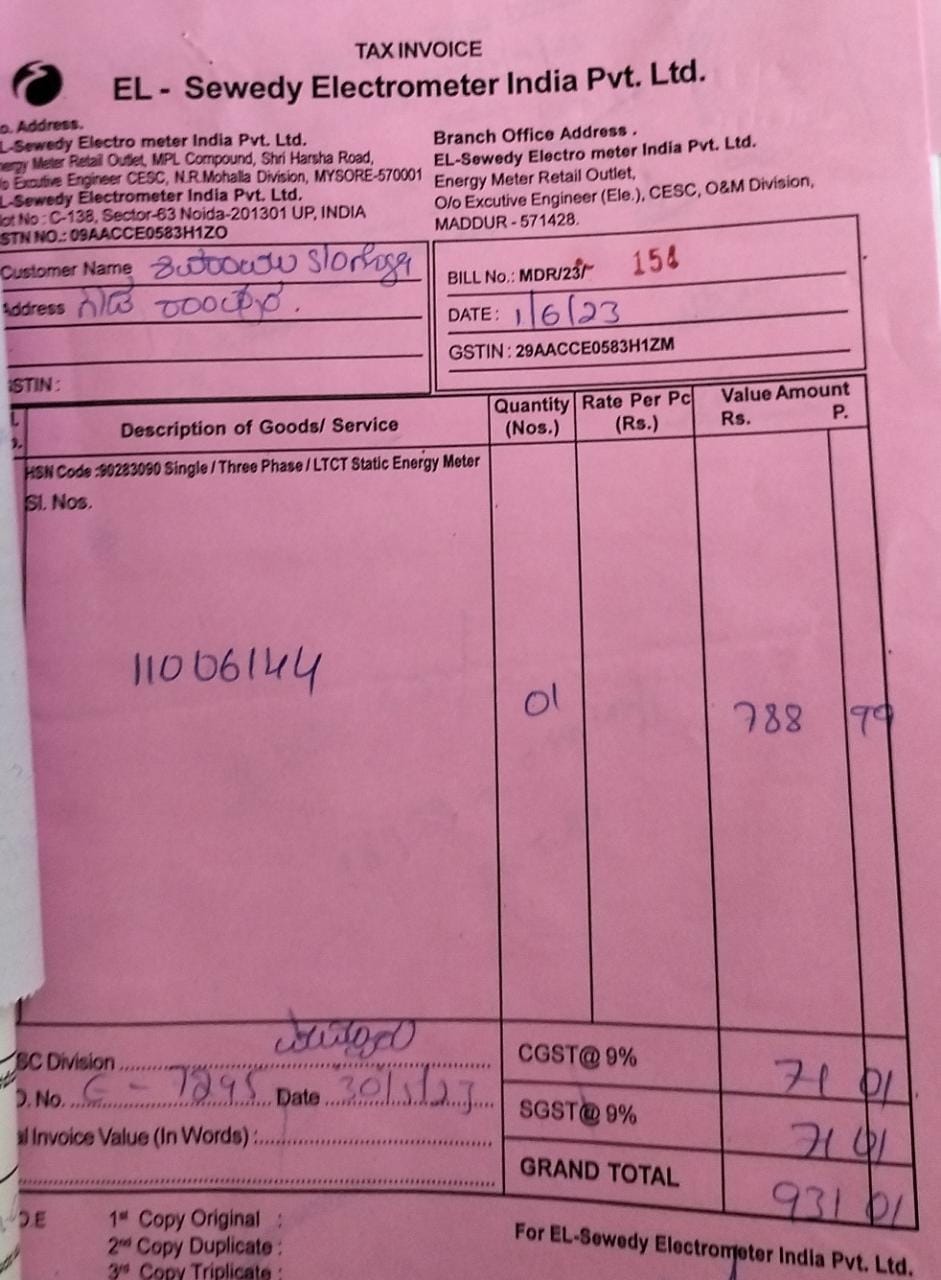 TAX INVOICE
EL - Sewedy Electrometer India Pvt. Ltd.
o. Address.
L-Sewedy Electro meter India Pvt. Ltd.
nergy Meter Retail Outlet, MPL Compound, Shri Harsha Road,
o Excutive Engineer CESC, N.R.Mohalla Division, MYSORE-570001
L-Sewedy Electrometer India Pvt. Ltd.
lot No : C-138, Sector-63 Noida-201301 UP, INDIA
STN NO.: 09AACCE0583H1ZO
Branch Office Address .
EL-Sewedy Electro meter India Pvt. Ltd.
Energy Meter Retail Outlet,
O/o Excutive Engineer (Ele.), CESC, O&M Division,
MADDUR - 571428.
Customer Name
Address
STIN :
BILL No.: MDR/23/ 151
DATE : 1/6/23
GSTIN : 29AACCE0583H1ZM
Description of Goods/ Service
Quantity (Nos.)
Rate Per Pc (Rs.)
Value Amount
Rs. P.
HSN Code :90283090 Single / Three Phase / LTCT Static Energy Meter
Sl. Nos.
11006144 01 788 99
SC Division
O. No. C - 7295 Date 30/5/23
al Invoice Value (In Words) :
CGST@ 9% 71 01
SGST@ 9% 71 01
GRAND TOTAL 931 01
O.E
1st Copy Original :
2nd Copy Duplicate :
3rd Copy Triplicate :
For EL-Sewedy Electrometer India Pvt. Ltd.